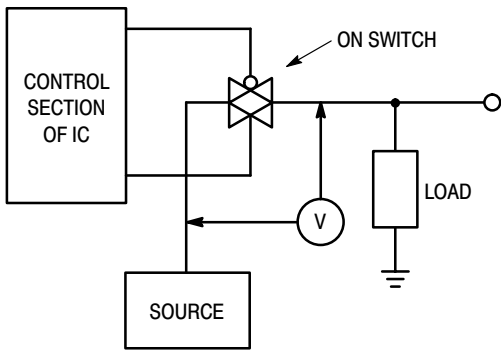 CONTROL
SECTION
OF IC
ON SWITCH
LOAD
V
SOURCE